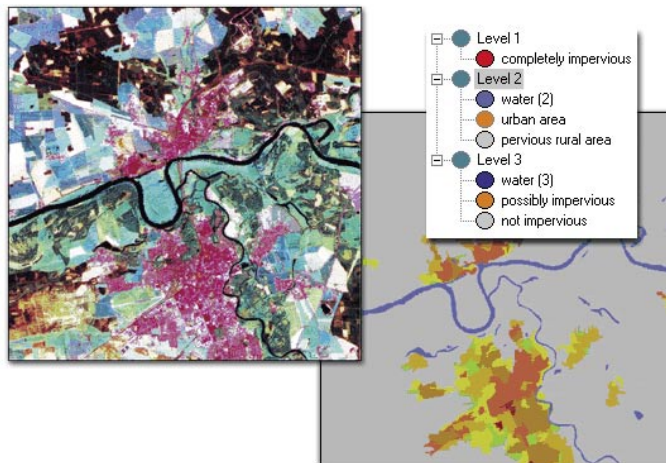 Level 1
completely impervious
Level 2
water (2)
urban area
pervious rural area
Level 3
water (3)
possibly impervious
not impervious